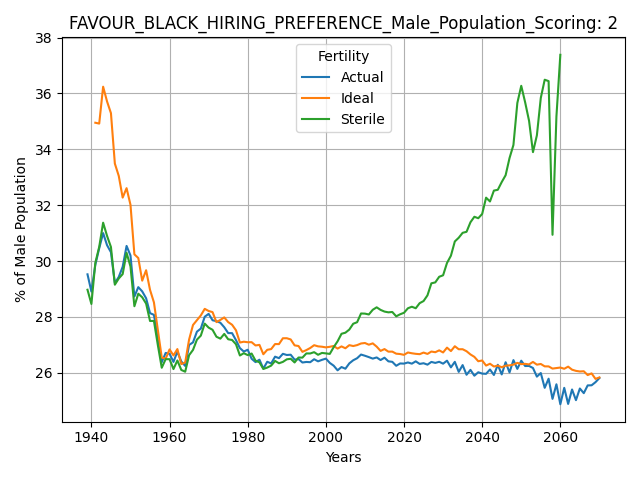 FAVOUR_BLACK_HIRING_PREFERENCE_Male_Population_Scoring: 2
Fertility
Actual
Ideal
Sterile
% of Male Population
38
36
34
32
30
28
26
1940
1960
1980
2000
2020
2040
2060
Years